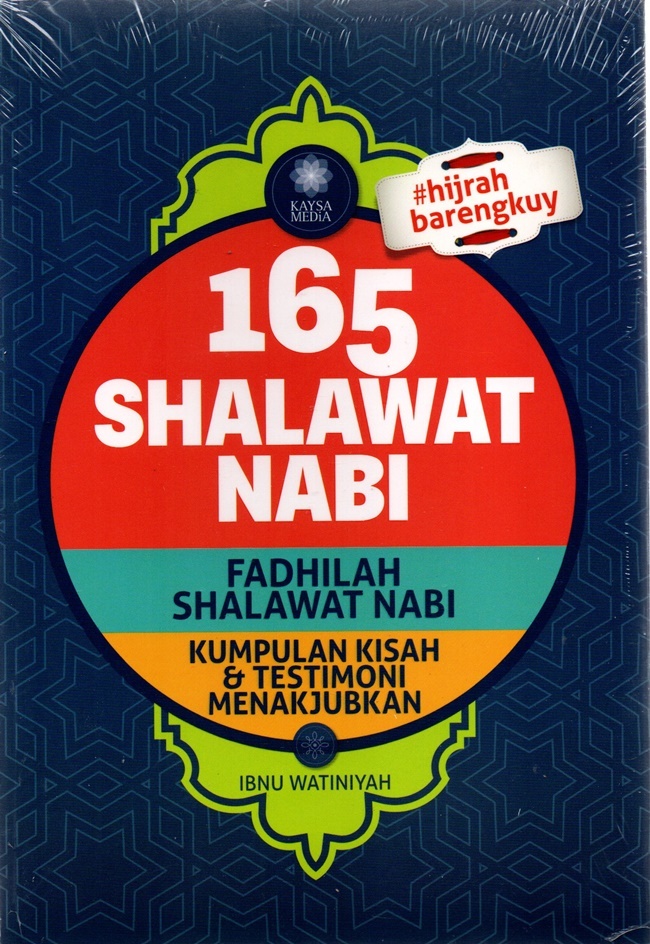 KAYSA
MEDIA
#hijrah
barengkuy
165
SHALAWAT
NABI
FADHILAH
SHALAWAT NABI
KUMPULAN KISAH
& TESTIMONI
MENAKJUBKAN
IBNU WATINIYAH